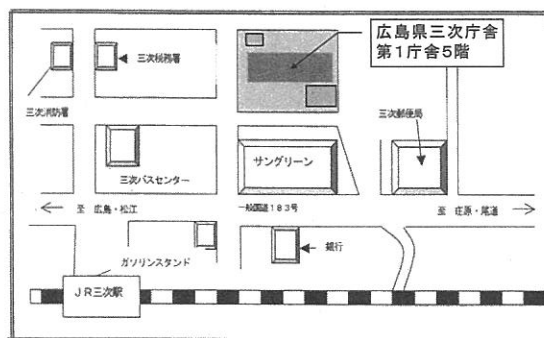 広島県三次庁舎
第1庁舎5階
三次税務署
三次消防署
三次郵便局
サングリーン
三次バスセンター
至 広島・松江
一般国道183号
至 庄原・尾道
銀行
ガソリンスタンド
JR三次駅